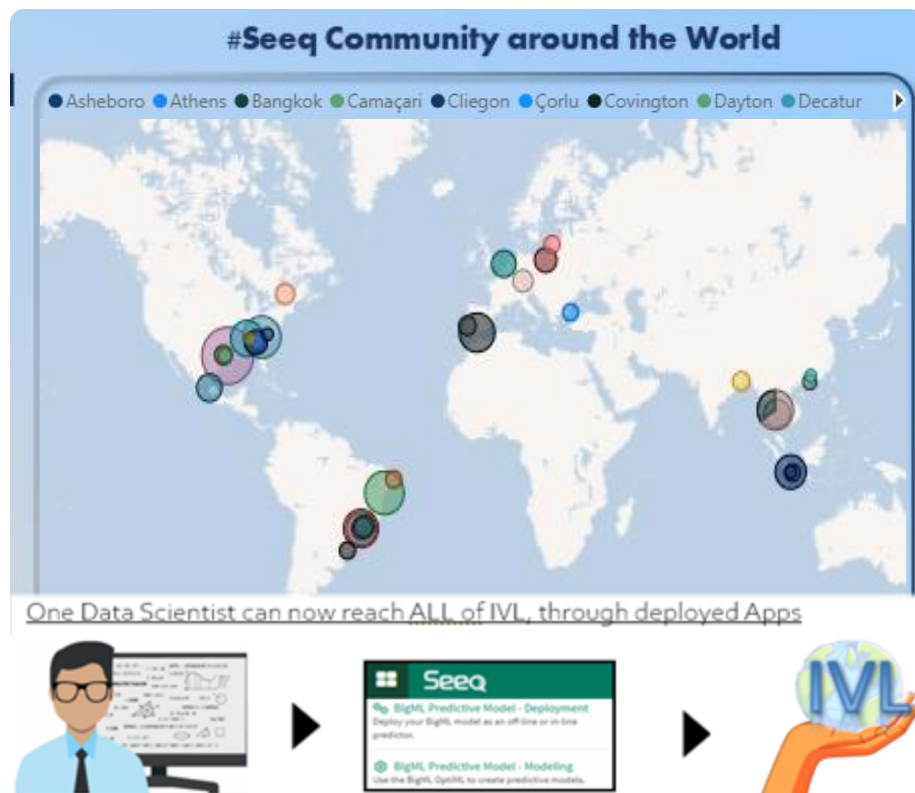 #Seeq Community around the World
Asheboro Athens Bangkok Camaçari Cliegon Çorlu Covington Dayton Decatur
One Data Scientist can now reach ALL of IVL, through deployed Apps
Seeq
BigML Predictive Model - Deployment
Deploy your BigML model as an off-line or in-line
predictor.
BigML Predictive Model - Modeling
Use the BigML OptiML to create predictive models.
IVL